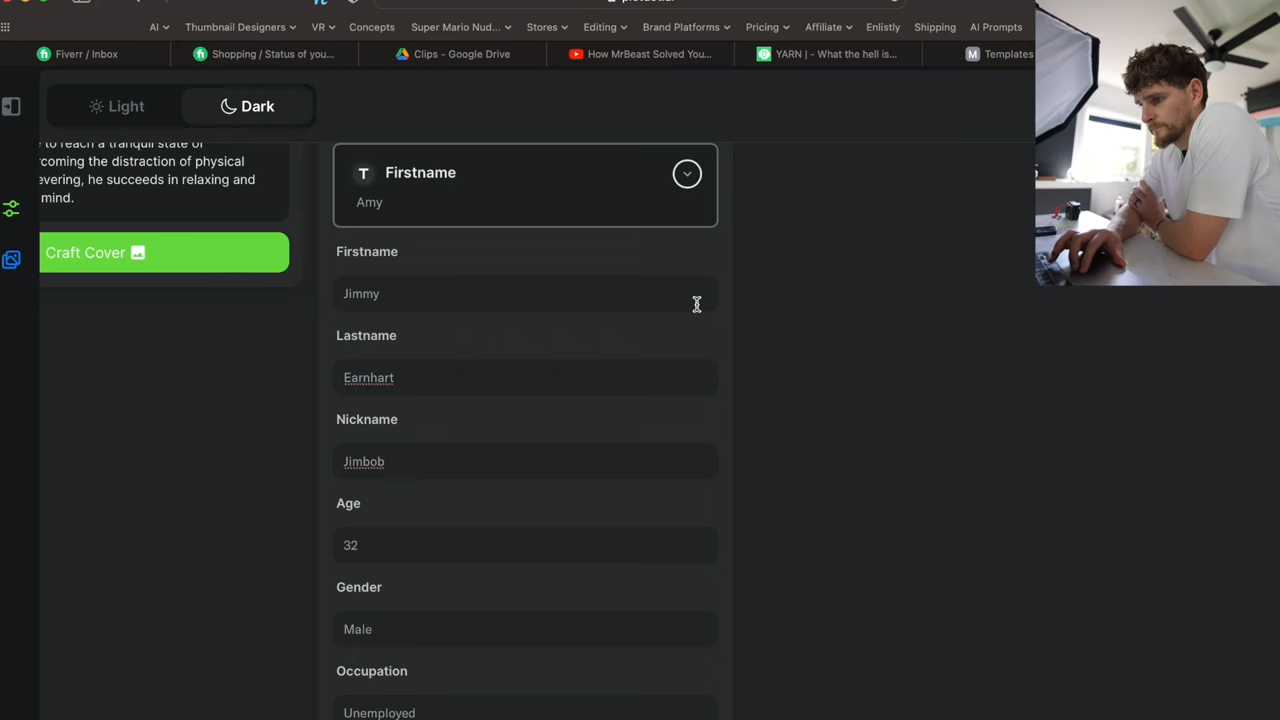 AI
Thumbnail Designers
VR
Concepts
Super Mario Nud...
Stores
Editing
Brand Platforms
Pricing
Affiliate
Enlistly
Shipping
AI Prompts
Fiverr / Inbox
Shopping / Status of you...
Clips - Google Drive
How MrBeast Solved You...
YARN | - What the hell is...
M Templates
Light
Dark
to reach a tranquil state of
rcoming the distraction of physical
evering, he succeeds in relaxing and
mind.
Craft Cover
T Firstname
Amy
Firstname
Jimmy
Lastname
Earnhart
Nickname
Jimbob
Age
32
Gender
Male
Occupation
Unemployed